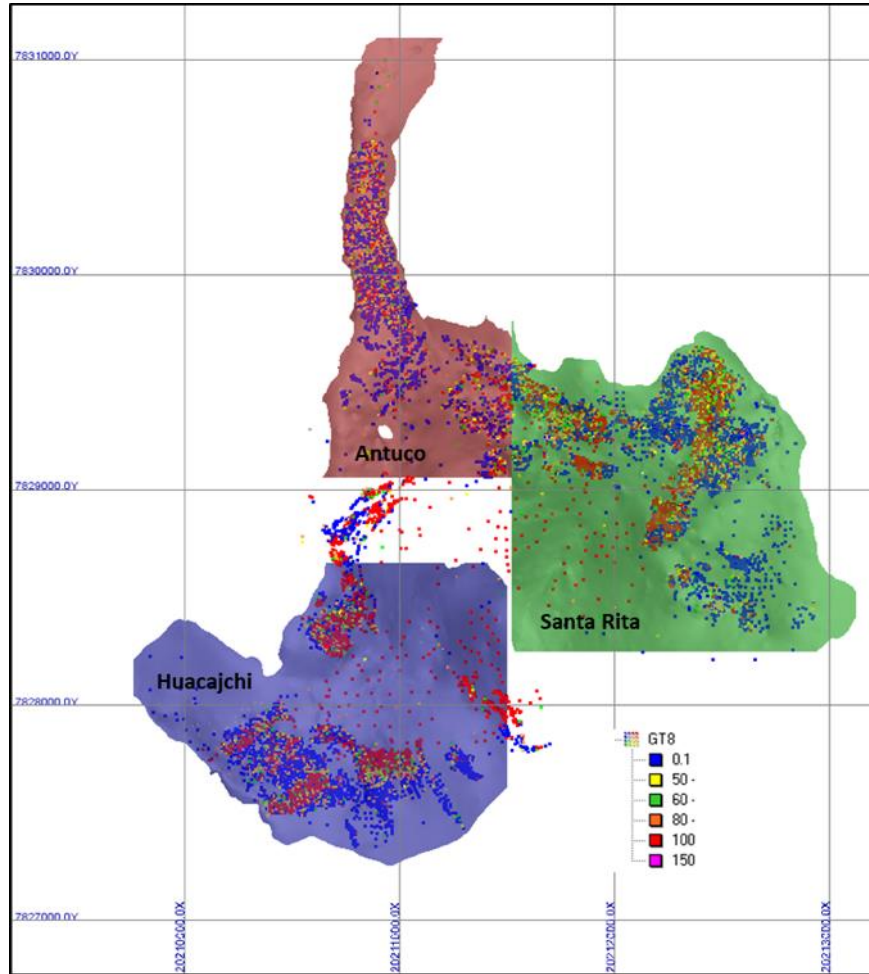 7831000.0Y
7830000.0Y
Antuco
7829000.0Y
Santa Rita
Huacajchi
7828000.0Y
GT8
0.1
50 -
60 -
80 -
100
150
7827000.0Y
20210000.0X
20211000.0X
20212000.0X
20213000.0X